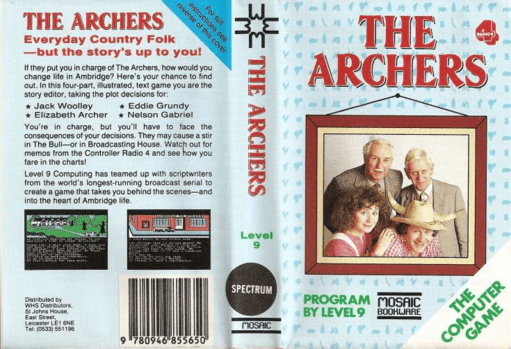 THE ARCHERS
Everyday Country Folk
—but the story's up to you!
For full
instructions see
reverse of this cover
If they put you in charge of The Archers, how would you
change life in Ambridge? Here's your chance to find
out. In this four-part, illustrated, text game you are the
story editor, taking the plot decisions for:
★ Jack Woolley ★ Eddie Grundy
★ Elizabeth Archer ★ Nelson Gabriel
You're in charge, but you'll have to face the
consequences of your decisions. They may cause a stir
in The Bull—or in Broadcasting House. Watch out for
memos from the Controller Radio 4 and see how you
fare in the charts!
Level 9 Computing has teamed up with scriptwriters
from the world's longest-running broadcast serial to
create a game that takes you behind the scenes—and
into the heart of Ambridge life.
Distributed by
WHS Distributors,
St Johns House,
East Street,
Leicester LE1 6NE
Tel: (0533) 551196
9 780946 855650
THE ARCHERS
Level
9
SPECTRUM
MOSAIC
THE
ARCHERS
4
RADIO 4
PROGRAM
BY LEVEL 9
MOSAIC
BOOKWARE
THE
COMPUTER
GAME